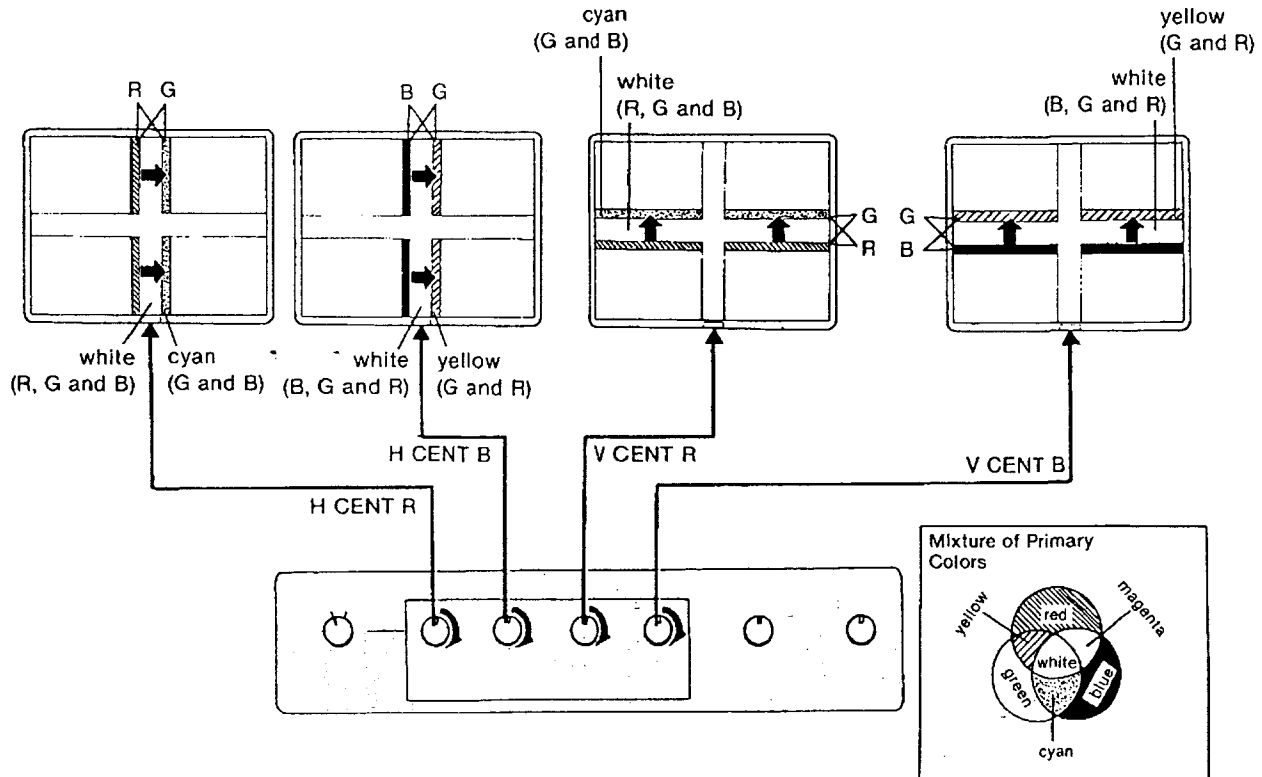 cyan
(G and B)
yellow
(G and R)
white
(R, G and B)
white
(B, G and R)
R G
B G
G
R
G
B
white
(R, G and B)
cyan
(G and B)
white
(B, G and R)
yellow
(G and R)
H CENT R
H CENT B
V CENT R
V CENT B
Mixture of Primary
Colors
yellow
red
magenta
white
green
blue
cyan